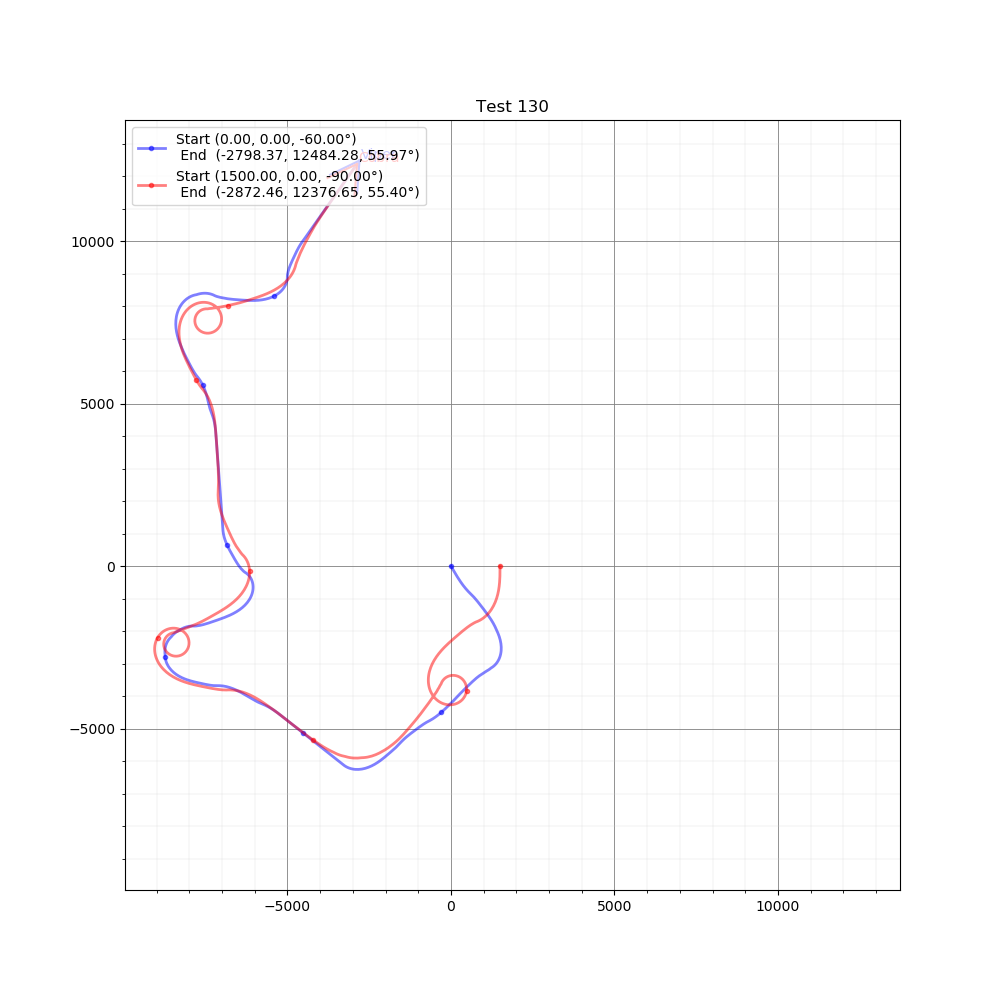 Test 130
Start (0.00, 0.00, -60.00°)
End (-2798.37, 12484.28, 55.97°)
Start (1500.00, 0.00, -90.00°)
End (-2872.46, 12376.65, 55.40°)
10000
5000
0
−5000
−5000 0 5000 10000